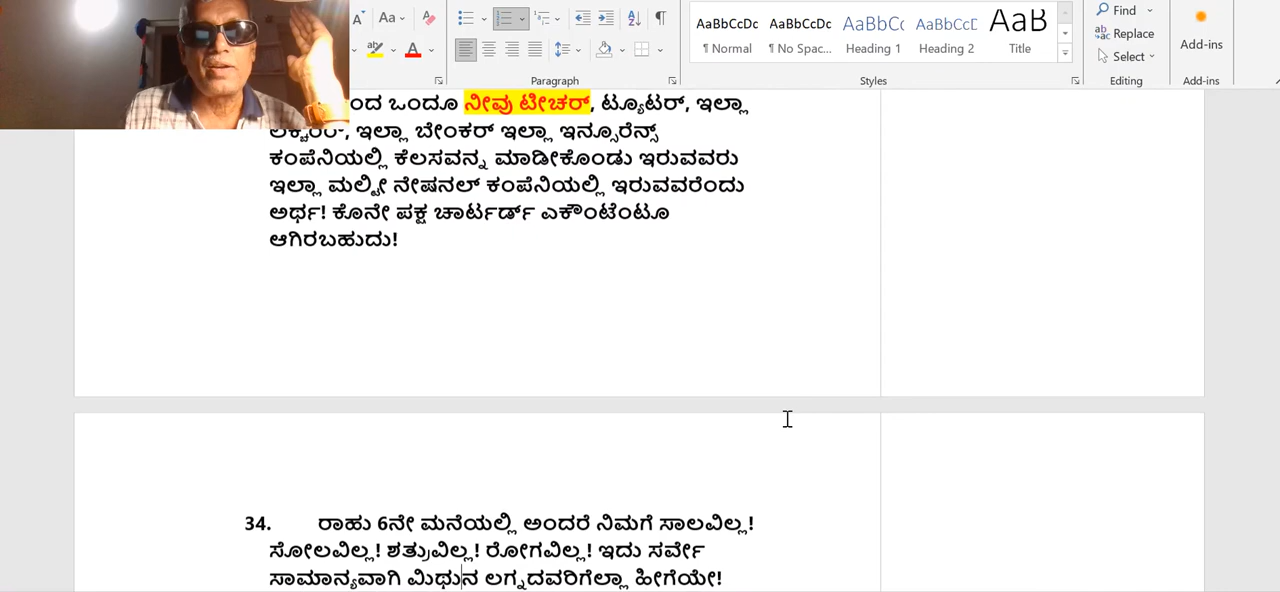 Aa
Find
Replace
Select
AaBbCcDc
AaBbCcDc
AaBbCc
AaBbCcD
AaB
¶ Normal
¶ No Spac...
Heading 1
Heading 2
Title
Add-ins
Paragraph
Styles
Editing
Add-ins
ಒಂದೂ ನೀವು ಟೀಚರ್, ಟ್ಯೂಟರ್, ಇಲ್ಲಾ
ಇಲ್ಲಾ ಬೇಂಕರ್ ಇಲ್ಲಾ ಇನ್ಸೂರೆನ್ಸ್
ಕಂಪೆನಿಯಲ್ಲಿ ಕೆಲಸವನ್ನ ಮಾಡೀಕೊಂಡು ಇರುವವರು
ಇಲ್ಲಾ ಮಲ್ಟೀ ನೇಷನಲ್ ಕಂಪೆನಿಯಲ್ಲಿ ಇರುವವರೆಂದು
ಅರ್ಥ! ಕೊನೇ ಪಕ್ಷ ಚಾರ್ಟರ್ಡ್ ಎಕೌಂಟೆಂಟೂ
ಆಗಿರಬಹುದು!
34. ರಾಹು 6ನೇ ಮನೆಯಲ್ಲಿ ಅಂದರೆ ನಿಮಗೆ ಸಾಲವಿಲ್ಲ!
ಸೋಲವಿಲ್ಲ! ಶತ್ರುವಿಲ್ಲ! ರೋಗವಿಲ್ಲ! ಇದು ಸರ್ವೇ
ಸಾಮಾನ್ಯವಾಗಿ ಮಿಥುನ ಲಗ್ನದವರಿಗೆಲ್ಲಾ ಹೀಗೆಯೇ!